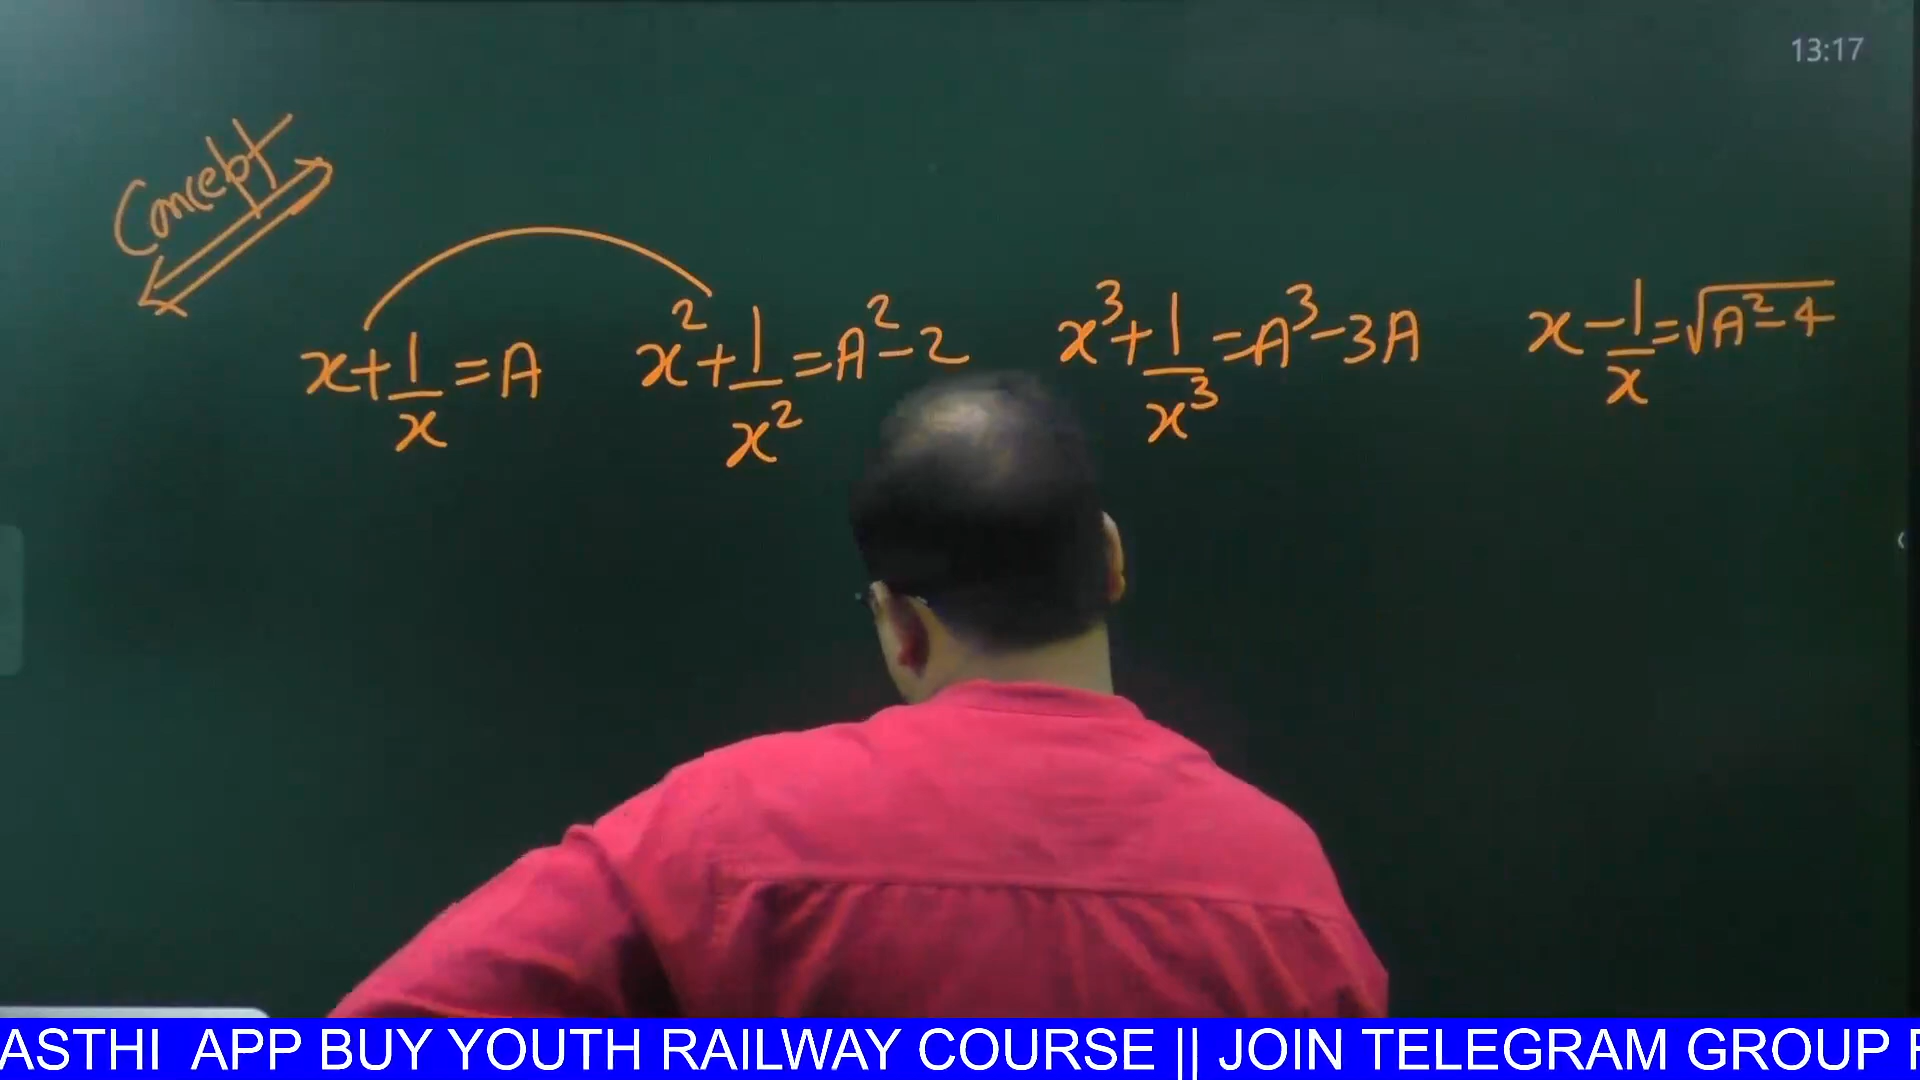 13:17
Concept
x+1/x=A x²+1/x²=A²-2 x³+1/x³=A³-3A x-1/x=√A²-4
ASTHI APP BUY YOUTH RAILWAY COURSE || JOIN TELEGRAM GROUP F